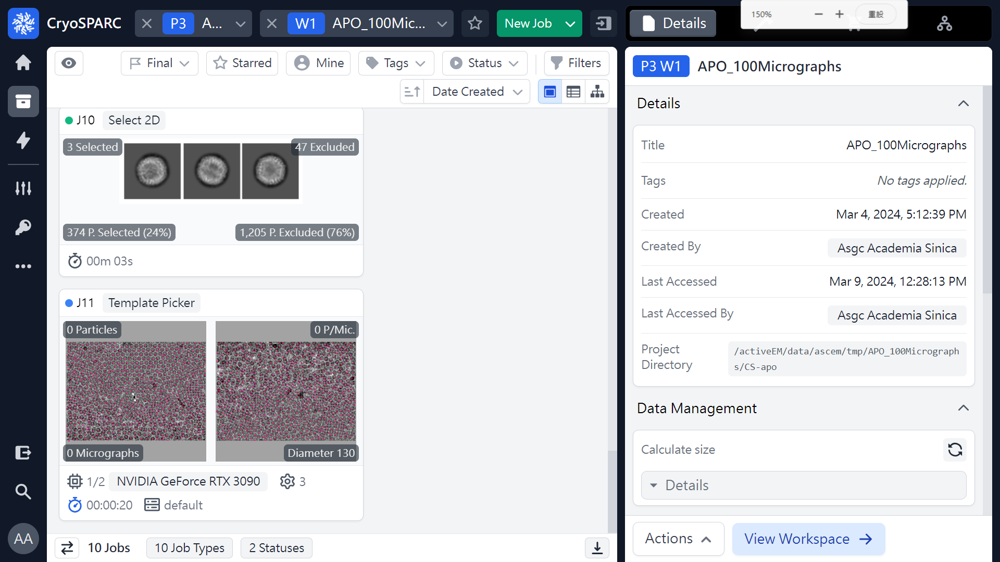 CryoSPARC
P3 A...
W1 APO_100Mic...
New Job
Details
150%
重設
Final
Starred
Mine
Tags
Status
Filters
Date Created
J10 Select 2D
3 Selected
47 Excluded
374 P. Selected (24%)
1,205 P. Excluded (76%)
00m 03s
J11 Template Picker
0 Particles
0 P/Mic.
0 Micrographs
Diameter 130
1/2 NVIDIA GeForce RTX 3090 3
00:00:20 default
AA
10 Jobs
10 Job Types
2 Statuses
P3 W1 APO_100Micrographs
Details
Title APO_100Micrographs
Tags No tags applied.
Created Mar 4, 2024, 5:12:39 PM
Created By Asgc Academia Sinica
Last Accessed Mar 9, 2024, 12:28:13 PM
Last Accessed By Asgc Academia Sinica
Project
Directory
/activeEM/data/ascem/tmp/APO_100Micrograph
s/CS-apo
Data Management
Calculate size
Details
Actions
View Workspace